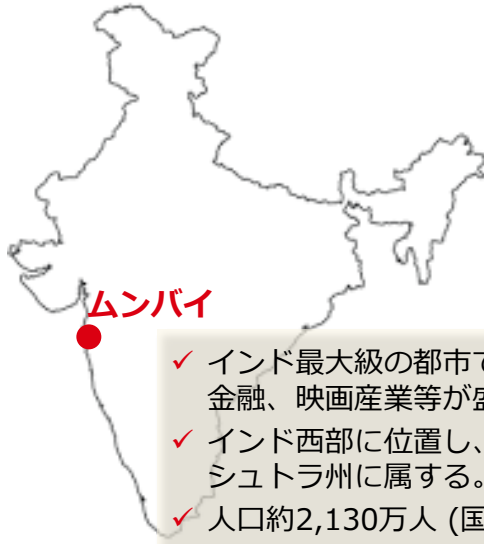 ムンバイ
✓ インド最大級の都市で
金融、映画産業等が盛
✓ インド西部に位置し、
シュトラ州に属する。
✓ 人口約2,130万人 (国